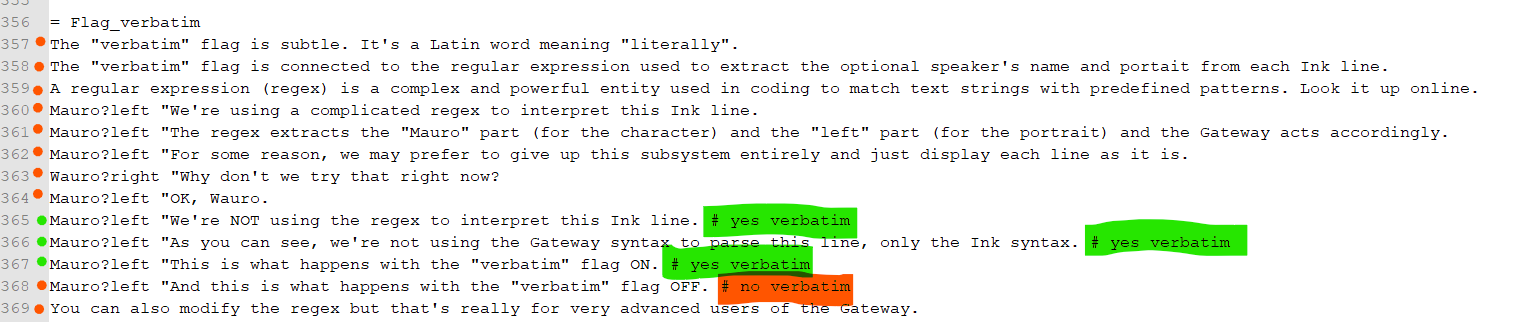 356 = Flag_verbatim
357 The "verbatim" flag is subtle. It's a Latin word meaning "literally".
358 The "verbatim" flag is connected to the regular expression used to extract the optional speaker's name and portait from each Ink line.
359 A regular expression (regex) is a complex and powerful entity used in coding to match text strings with predefined patterns. Look it up online.
360 Mauro?left "We're using a complicated regex to interpret this Ink line.
361 Mauro?left "The regex extracts the "Mauro" part (for the character) and the "left" part (for the portrait) and the Gateway acts accordingly.
362 Mauro?left "For some reason, we may prefer to give up this subsystem entirely and just display each line as it is.
363 Wauro?right "Why don't we try that right now?
364 Mauro?left "OK, Wauro.
365 Mauro?left "We're NOT using the regex to interpret this Ink line. # yes verbatim
366 Mauro?left "As you can see, we're not using the Gateway syntax to parse this line, only the Ink syntax. # yes verbatim
367 Mauro?left "This is what happens with the "verbatim" flag ON. # yes verbatim
368 Mauro?left "And this is what happens with the "verbatim" flag OFF. # no verbatim
369 You can also modify the regex but that's really for very advanced users of the Gateway.